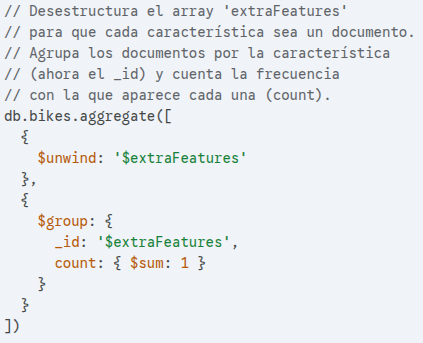 // Desestructura el array 'extraFeatures'
// para que cada característica sea un documento.
// Agrupa los documentos por la característica
// (ahora el _id) y cuenta la frecuencia
// con la que aparece cada una (count).
db.bikes.aggregate([
  {
    $unwind: '$extraFeatures'
  },
  {
    $group: {
      _id: '$extraFeatures',
      count: { $sum: 1 }
    }
  }
])